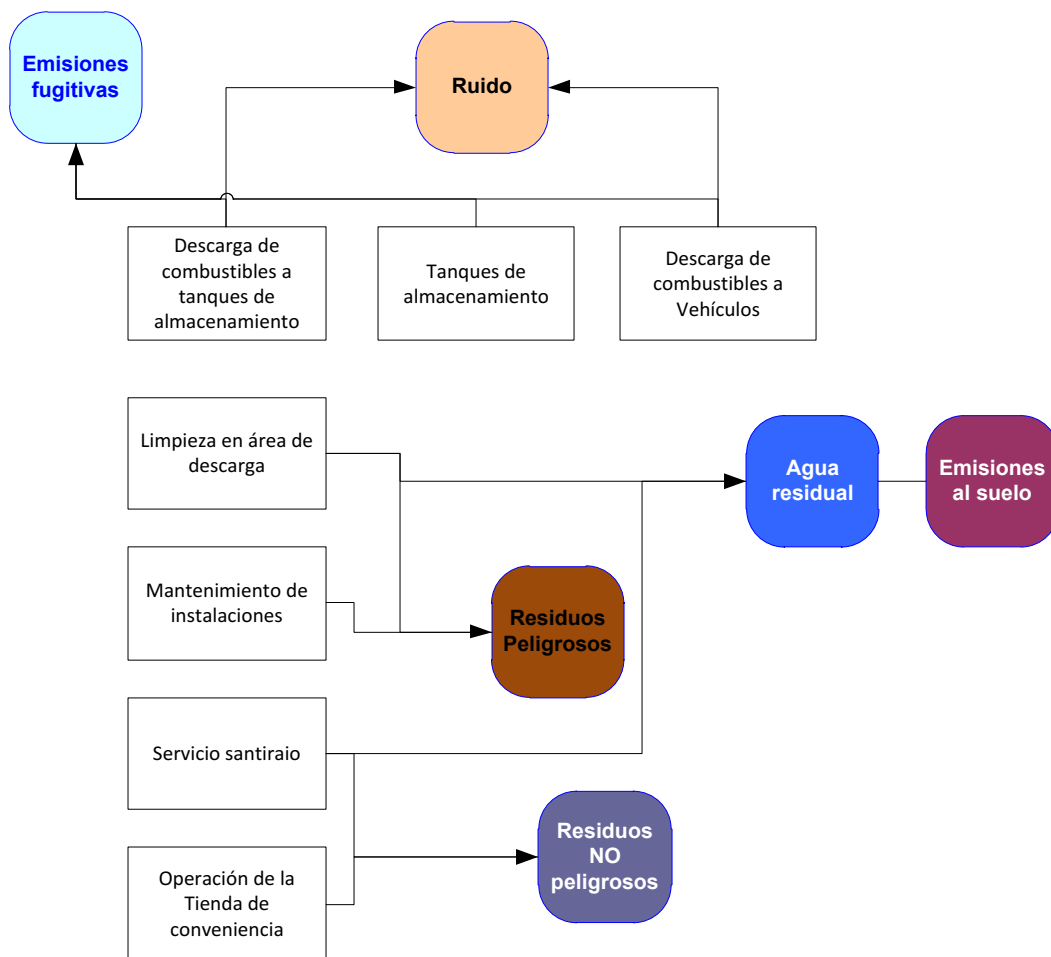 Emisiones
fugitivas
Ruido
Descarga de
combustibles a
tanques de
almacenamiento
Tanques de
almacenamiento
Descarga de
combustibles a
Vehículos
Limpieza en área de
descarga
Agua
residual
Emisiones
al suelo
Mantenimiento de
instalaciones
Residuos
Peligrosos
Servicio santiraio
Residuos
NO
peligrosos
Operación de la
Tienda de
conveniencia